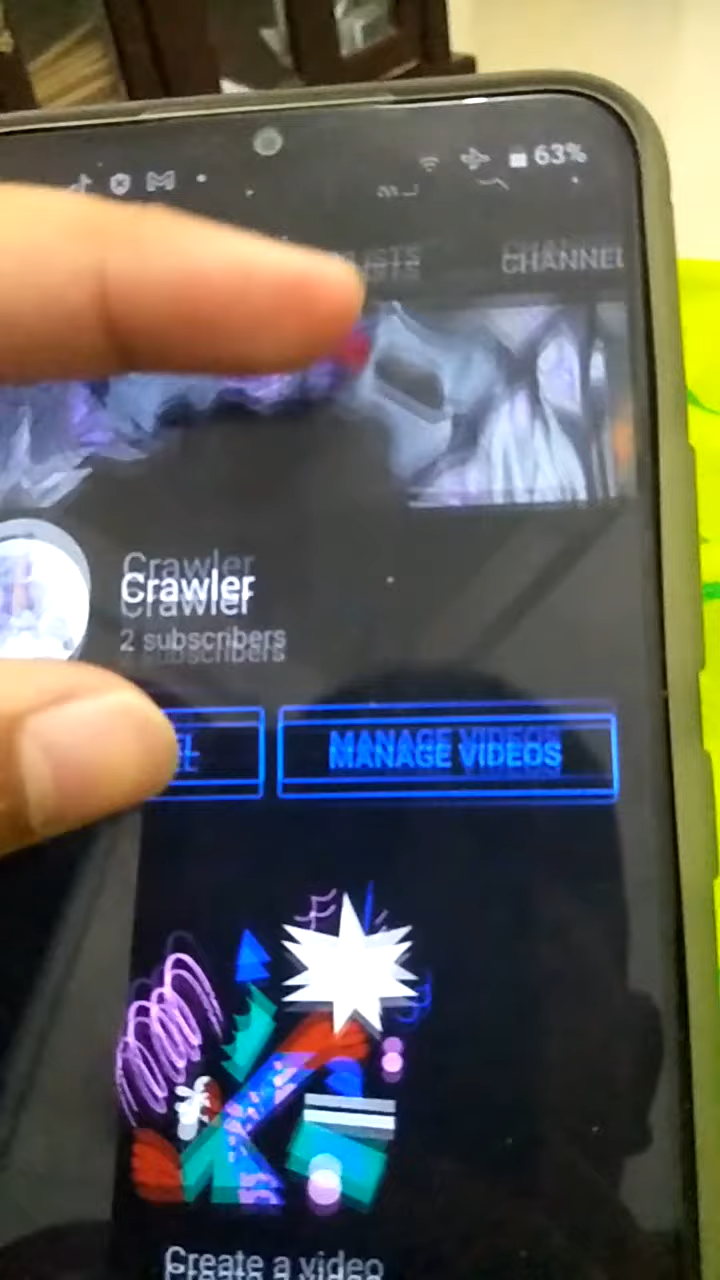 63%
CHANNEL
Crawler
2 subscribers
MANAGE VIDEOS
Create a video